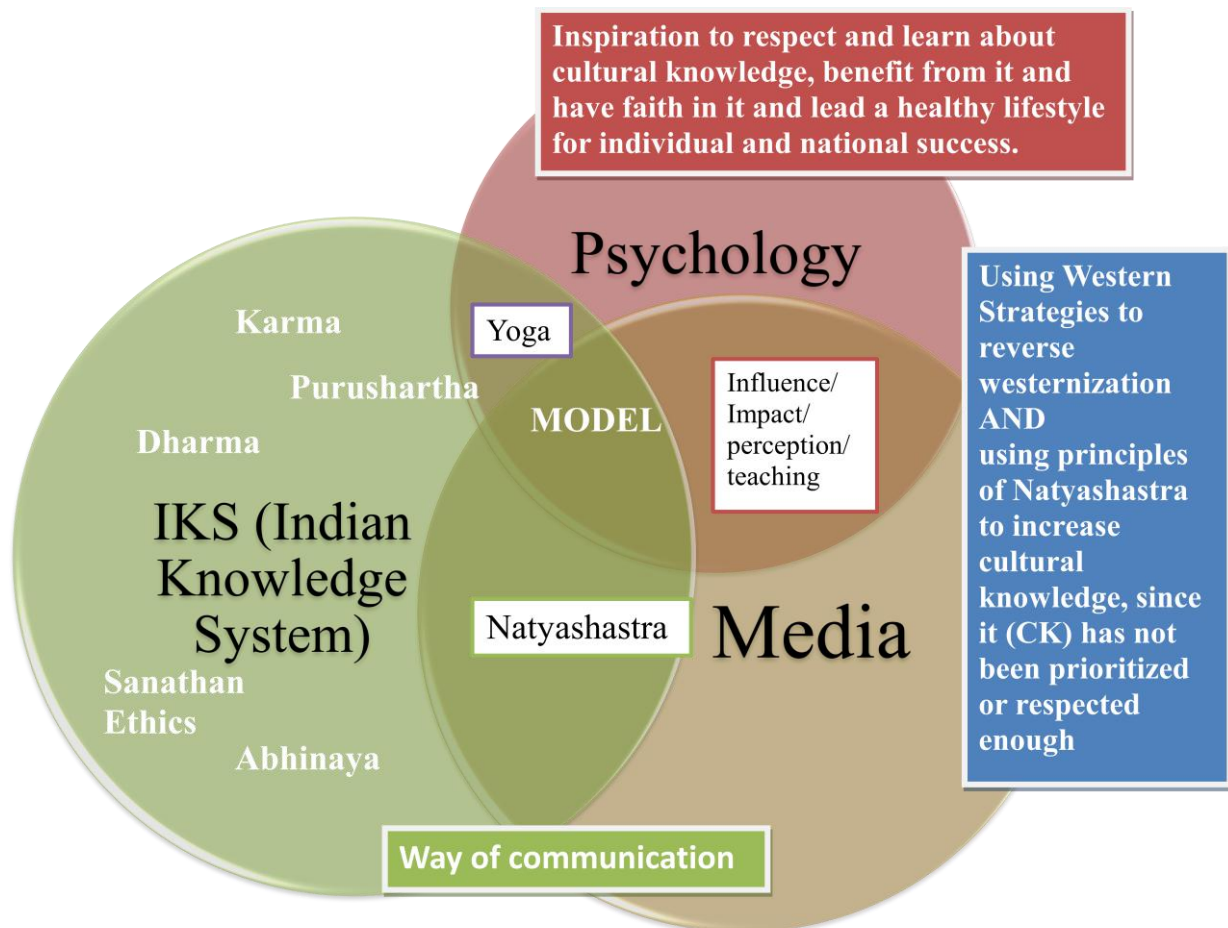 Inspiration to respect and learn about
cultural knowledge, benefit from it and
have faith in it and lead a healthy lifestyle
for individual and national success.
Psychology
Using Western
Strategies to
reverse
westernization
AND
using principles
of Natyashastra
to increase
cultural
knowledge, since
it (CK) has not
been prioritized
or respected
enough
Karma
Yoga
Purushartha
MODEL
Influence/
Impact/
perception/
teaching
Dharma
IKS (Indian
Knowledge
System)
Natyashastra
Media
Sanathan
Ethics
Abhinaya
Way of communication